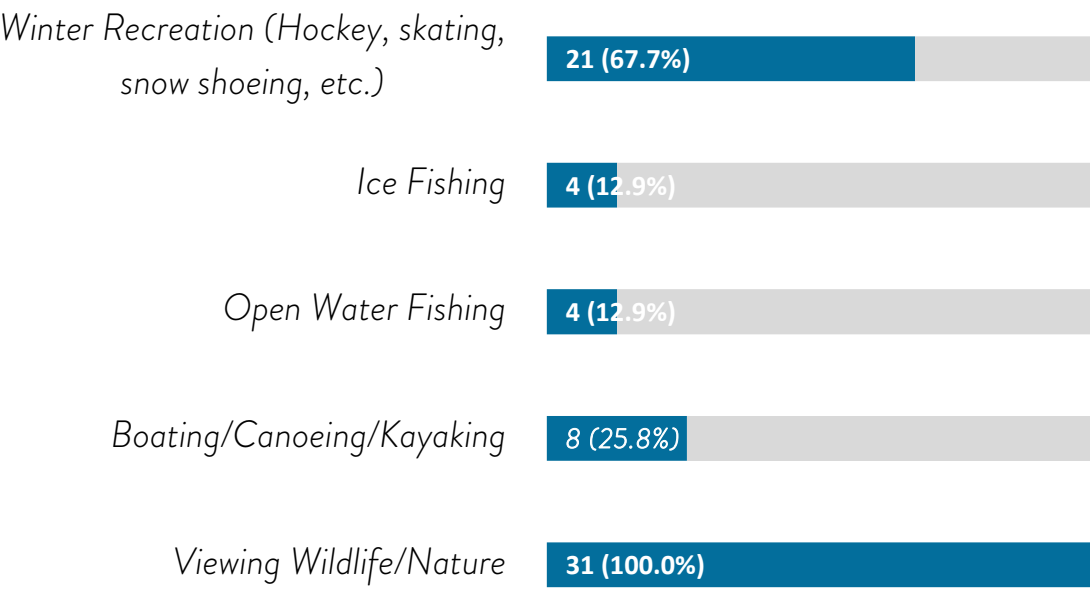 Winter Recreation (Hockey, skating,
snow shoeing, etc.)
21 (67.7%)
Ice Fishing
4 (12.9%)
Open Water Fishing
4 (12.9%)
Boating/Canoeing/Kayaking
8 (25.8%)
Viewing Wildlife/Nature
31 (100.0%)